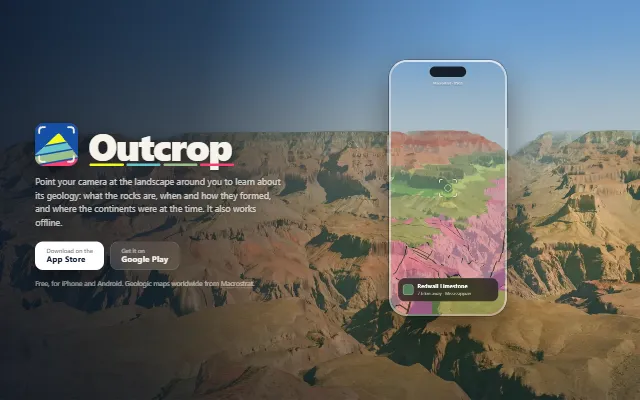 Outcrop
Point your camera at the landscape around you to learn about
its geology: what the rocks are, when and how they formed,
and where the continents were at the time. It also works
offline.
Download on the
App Store
Get it on
Google Play
Free, for iPhone and Android. Geologic maps worldwide from Macrostrat.
Redwall Limestone